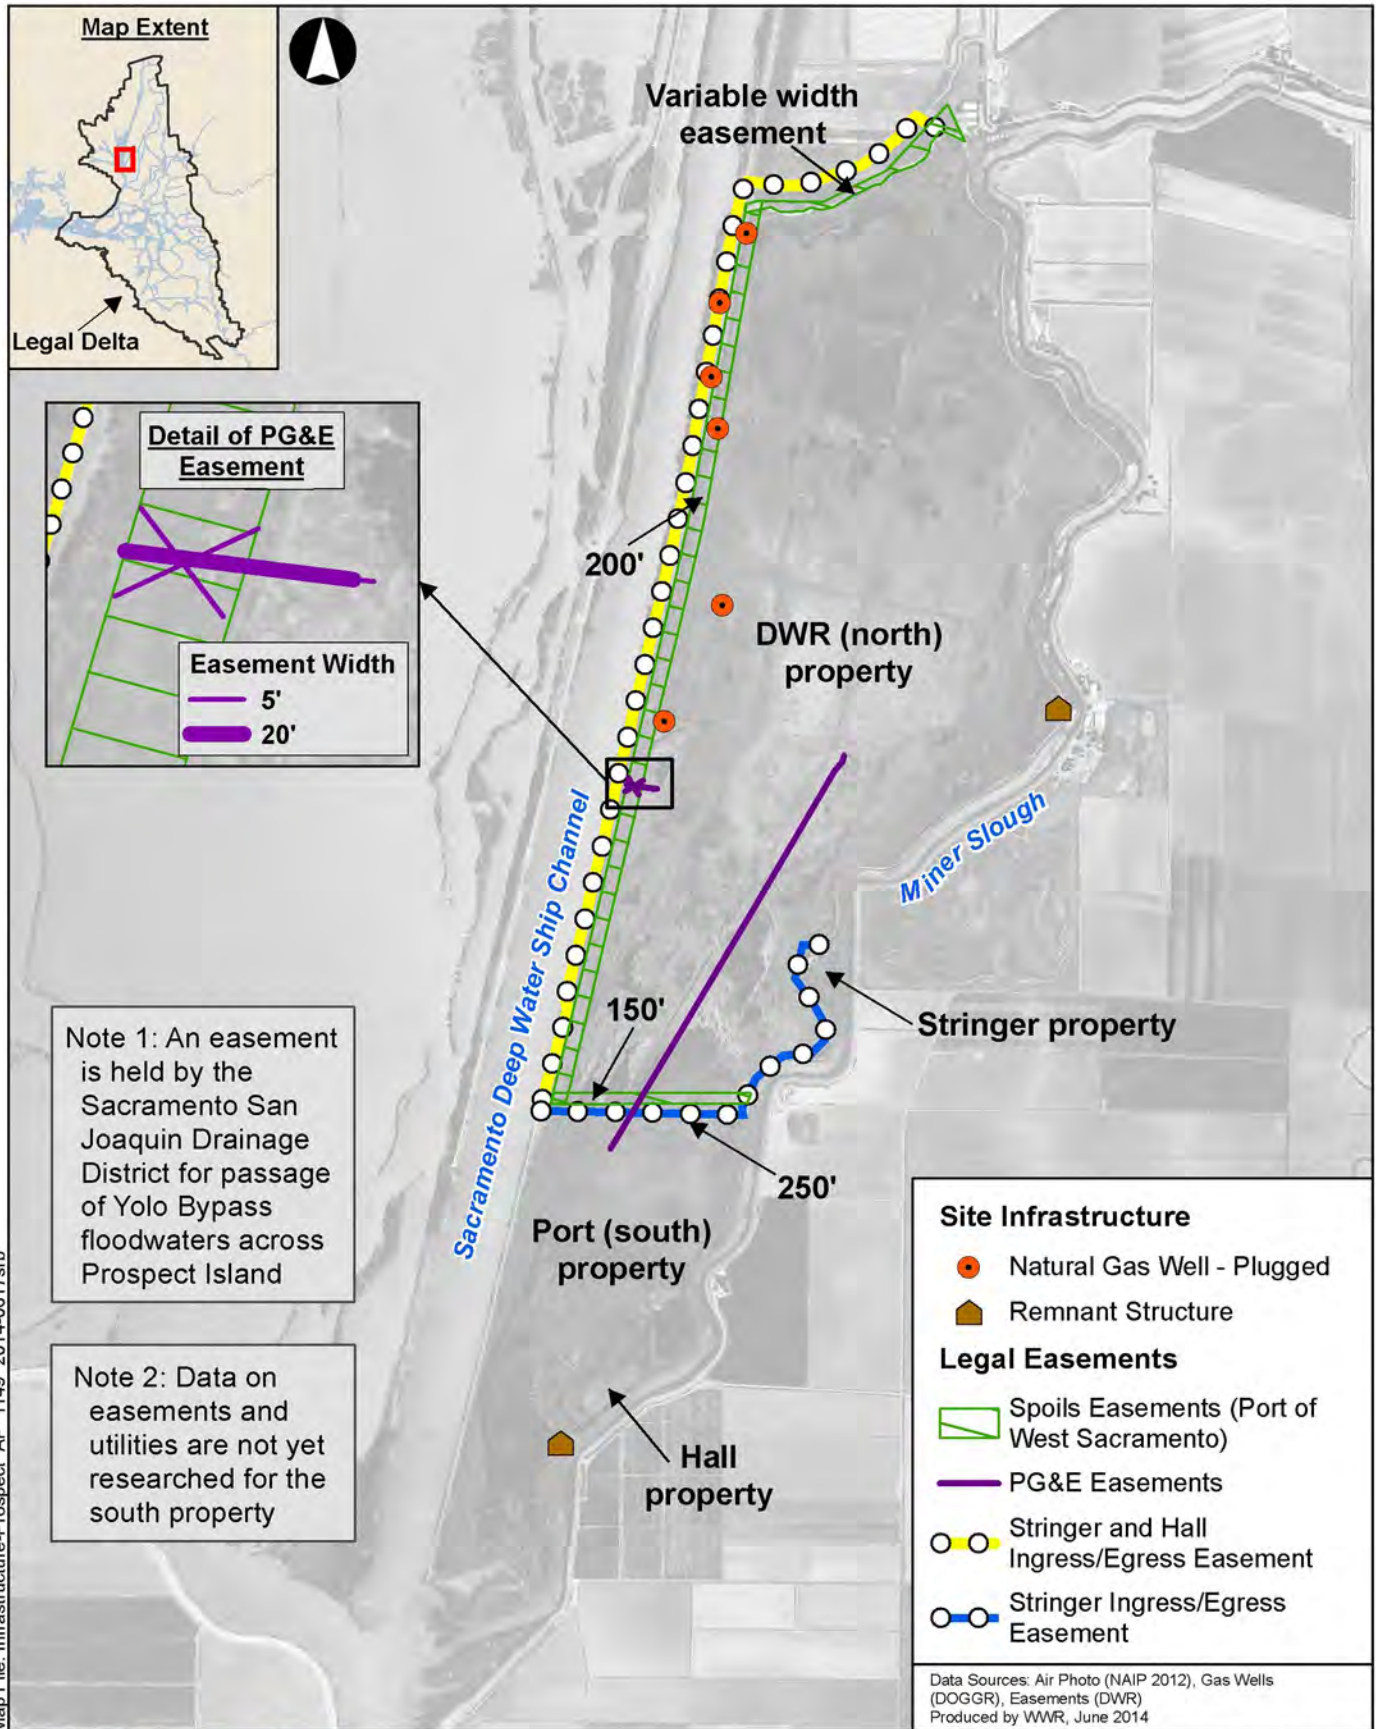 Map Extent
Legal Delta
Variable width
easement
Detail of PG&E
Easement
Easement Width
5'
20'
200'
DWR (north)
property
Miner Slough
Sacramento Deep Water Ship Channel
150'
Stringer property
250'
Note 1: An easement
is held by the
Sacramento San
Joaquin Drainage
District for passage
of Yolo Bypass
floodwaters across
Prospect Island
Port (south)
property
Note 2: Data on
easements and
utilities are not yet
researched for the
south property
Hall
property
Site Infrastructure
Natural Gas Well - Plugged
Remnant Structure
Legal Easements
Spoils Easements (Port of
West Sacramento)
PG&E Easements
Stringer and Hall
Ingress/Egress Easement
Stringer Ingress/Egress
Easement
Data Sources: Air Photo (NAIP 2012), Gas Wells
(DOGGR), Easements (DWR)
Produced by WWR, June 2014